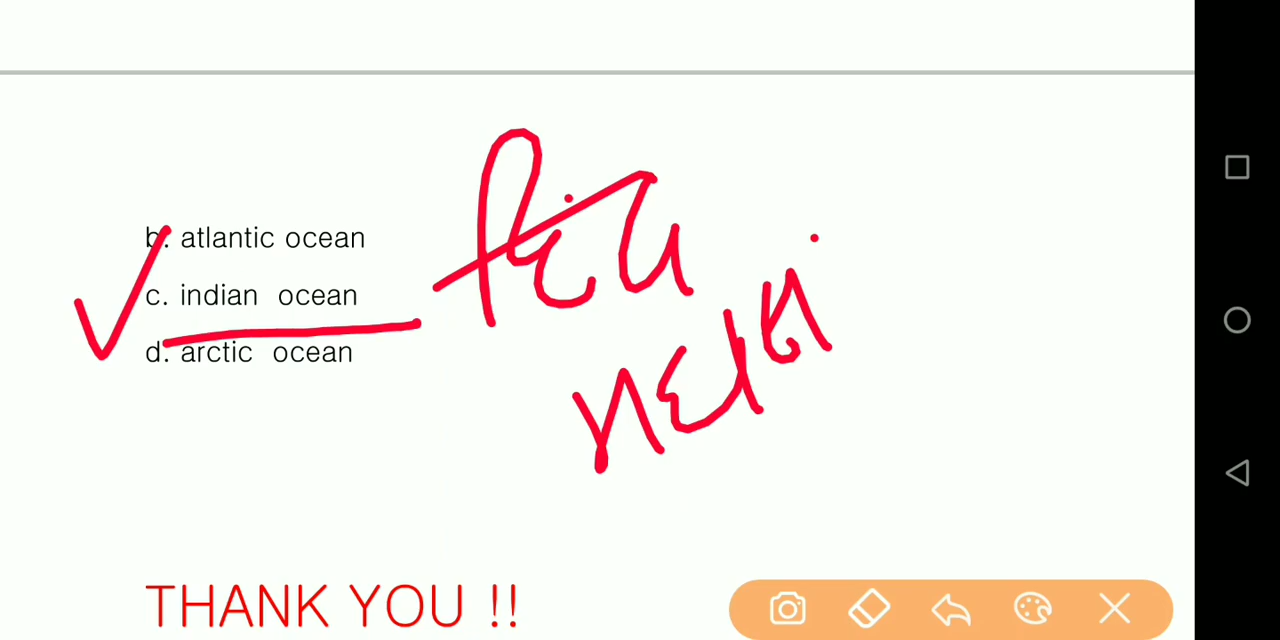 b. atlantic ocean
c. indian ocean
d. arctic ocean
THANK YOU !!